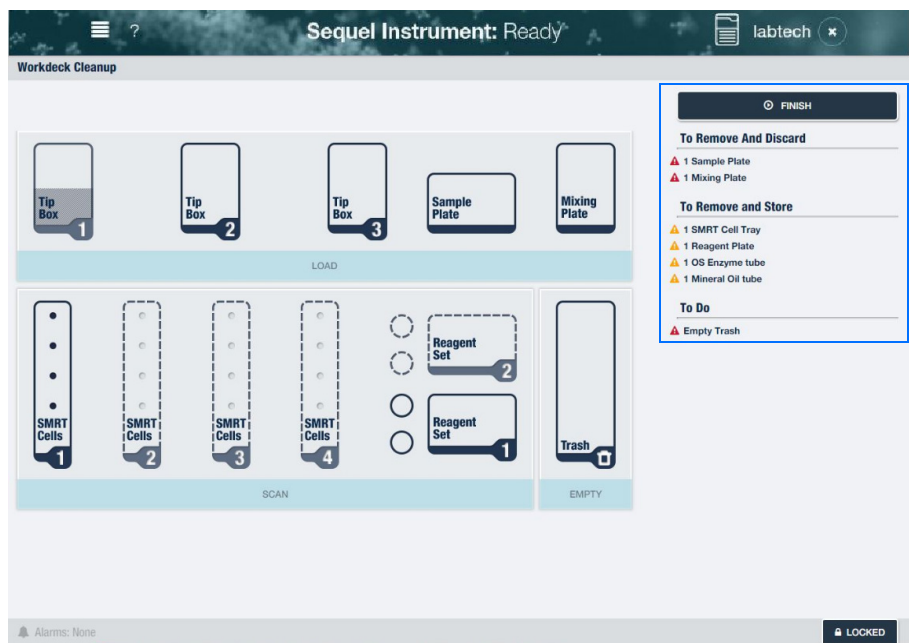 ?
Sequel Instrument: Ready
labtech
Workdeck Cleanup
FINISH
To Remove And Discard
1 Sample Plate
1 Mixing Plate
To Remove and Store
1 SMRT Cell Tray
1 Reagent Plate
1 OS Enzyme tube
1 Mineral Oil tube
To Do
Empty Trash
Tip
Box
1
Tip
Box
2
Tip
Box
3
Sample
Plate
Mixing
Plate
LOAD
SMRT
Cells
1
SMRT
Cells
2
SMRT
Cells
3
SMRT
Cells
4
Reagent
Set
2
Reagent
Set
1
Trash
SCAN
EMPTY
Alarms: None
LOCKED